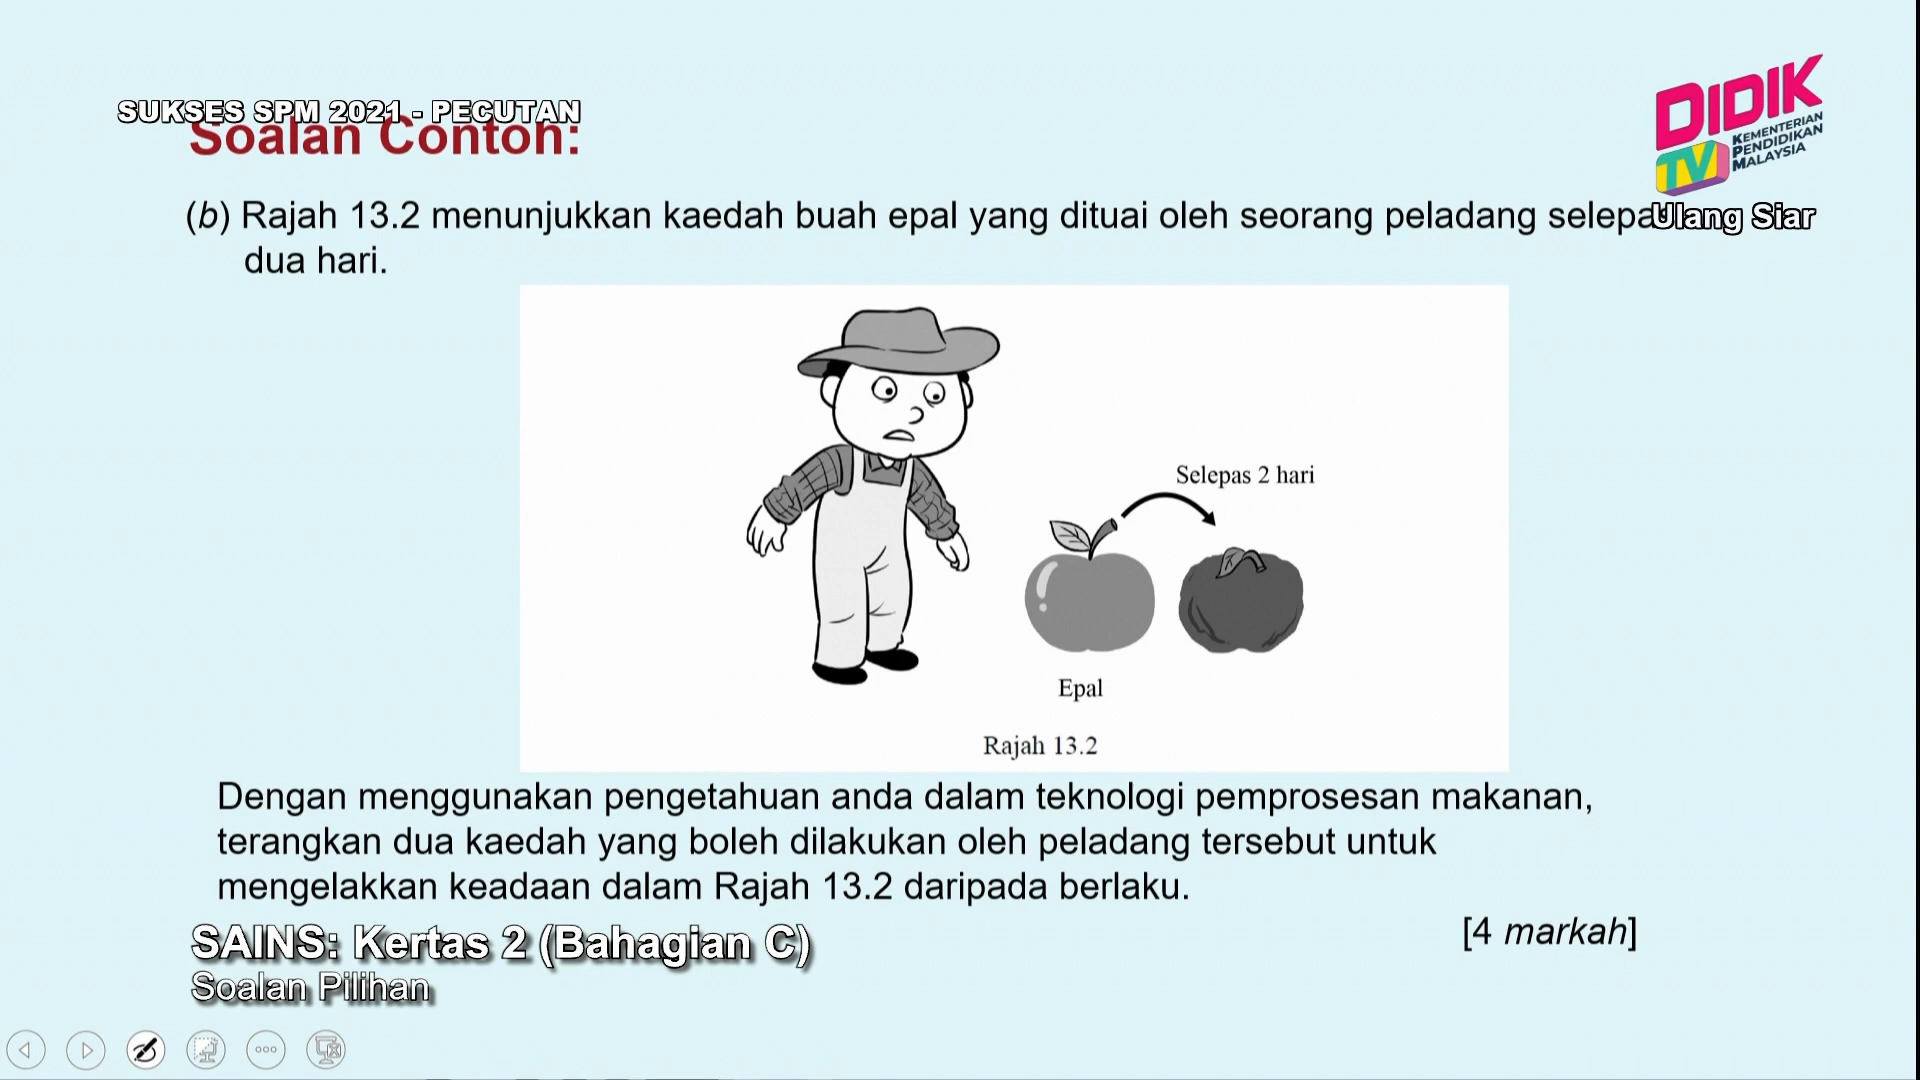 SUKSES SPM 2021 - PECUTAN
Soalan Contoh:
DIDIK
TV
KEMENTERIAN
PENDIDIKAN
MALAYSIA
Ulang Siar
(b) Rajah 13.2 menunjukkan kaedah buah epal yang dituai oleh seorang peladang selepa
dua hari.
Selepas 2 hari
Epal
Rajah 13.2
Dengan menggunakan pengetahuan anda dalam teknologi pemprosesan makanan,
terangkan dua kaedah yang boleh dilakukan oleh peladang tersebut untuk
mengelakkan keadaan dalam Rajah 13.2 daripada berlaku.
[4 markah]
SAINS: Kertas 2 (Bahagian C)
Soalan Pilihan